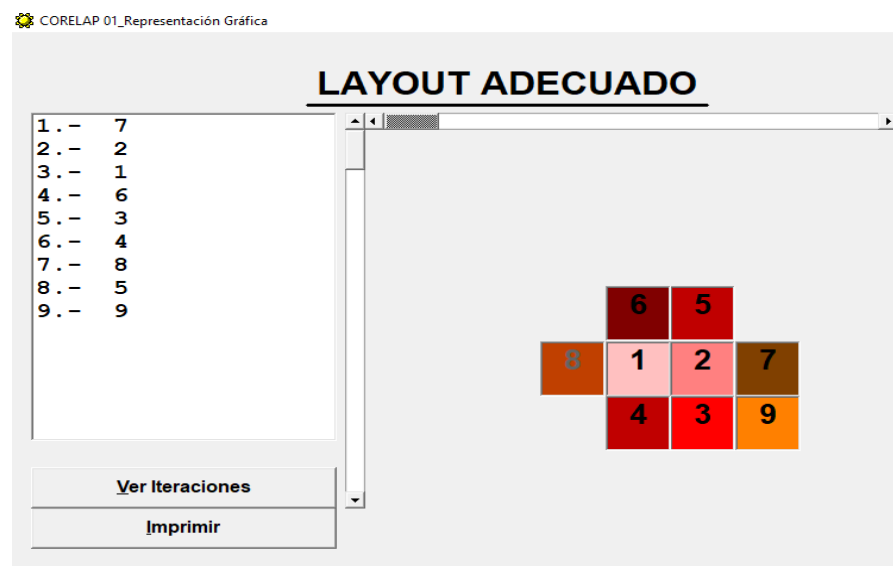 CORELAP 01_Representación Gráfica
LAYOUT ADECUADO
1.- 7
2.- 2
3.- 1
4.- 6
5.- 3
6.- 4
7.- 8
8.- 5
9.- 9
6 5
8 1 2 7
4 3 9
Ver Iteraciones
Imprimir